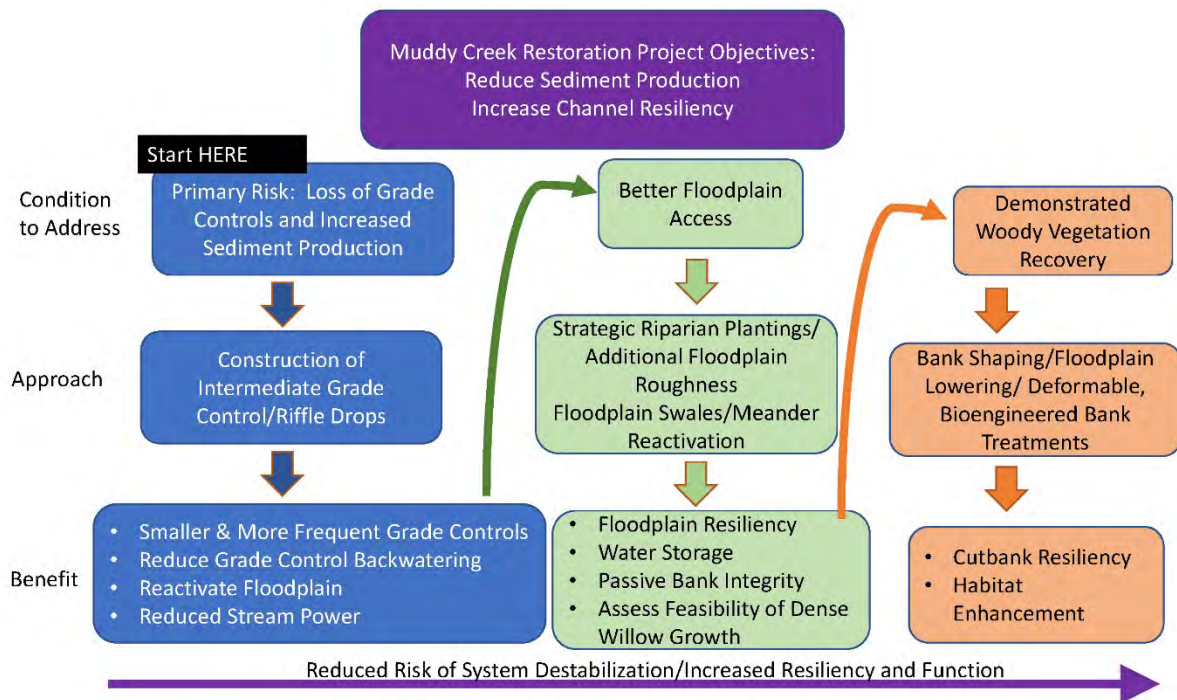 Muddy Creek Restoration Project Objectives:
Reduce Sediment Production
Increase Channel Resiliency
Start HERE
Condition
to Address
Primary Risk:  Loss of Grade
Controls and Increased
Sediment Production
Better Floodplain
Access
Demonstrated
Woody Vegetation
Recovery
Approach
Construction of
Intermediate Grade
Control/Riffle Drops
Strategic Riparian Plantings/
Additional Floodplain
Roughness
Floodplain Swales/Meander
Reactivation
Bank Shaping/Floodplain
Lowering/ Deformable,
Bioengineered Bank
Treatments
Benefit
• Smaller & More Frequent Grade Controls
• Reduce Grade Control Backwatering
• Reactivate Floodplain
• Reduced Stream Power
• Floodplain Resiliency
• Water Storage
• Passive Bank Integrity
• Assess Feasibility of Dense
Willow Growth
• Cutbank Resiliency
• Habitat
Enhancement
Reduced Risk of System Destabilization/Increased Resiliency and Function